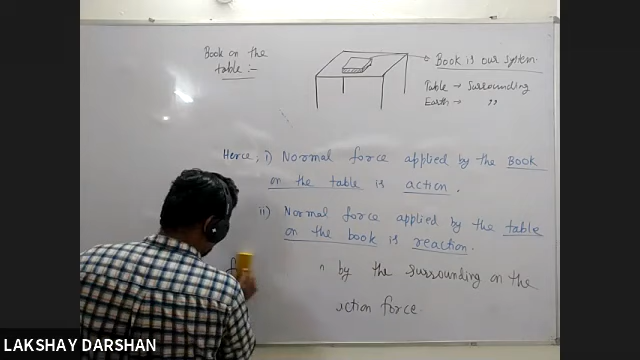 Book on the
table :-
Book is our system.
Table → Surrounding
Earth → ”
Hence, i) Normal force applied by the Book
on the table is action.
ii) Normal force applied by the table
on the book is reaction.
by the surrounding on the
action force.
LAKSHAY DARSHAN